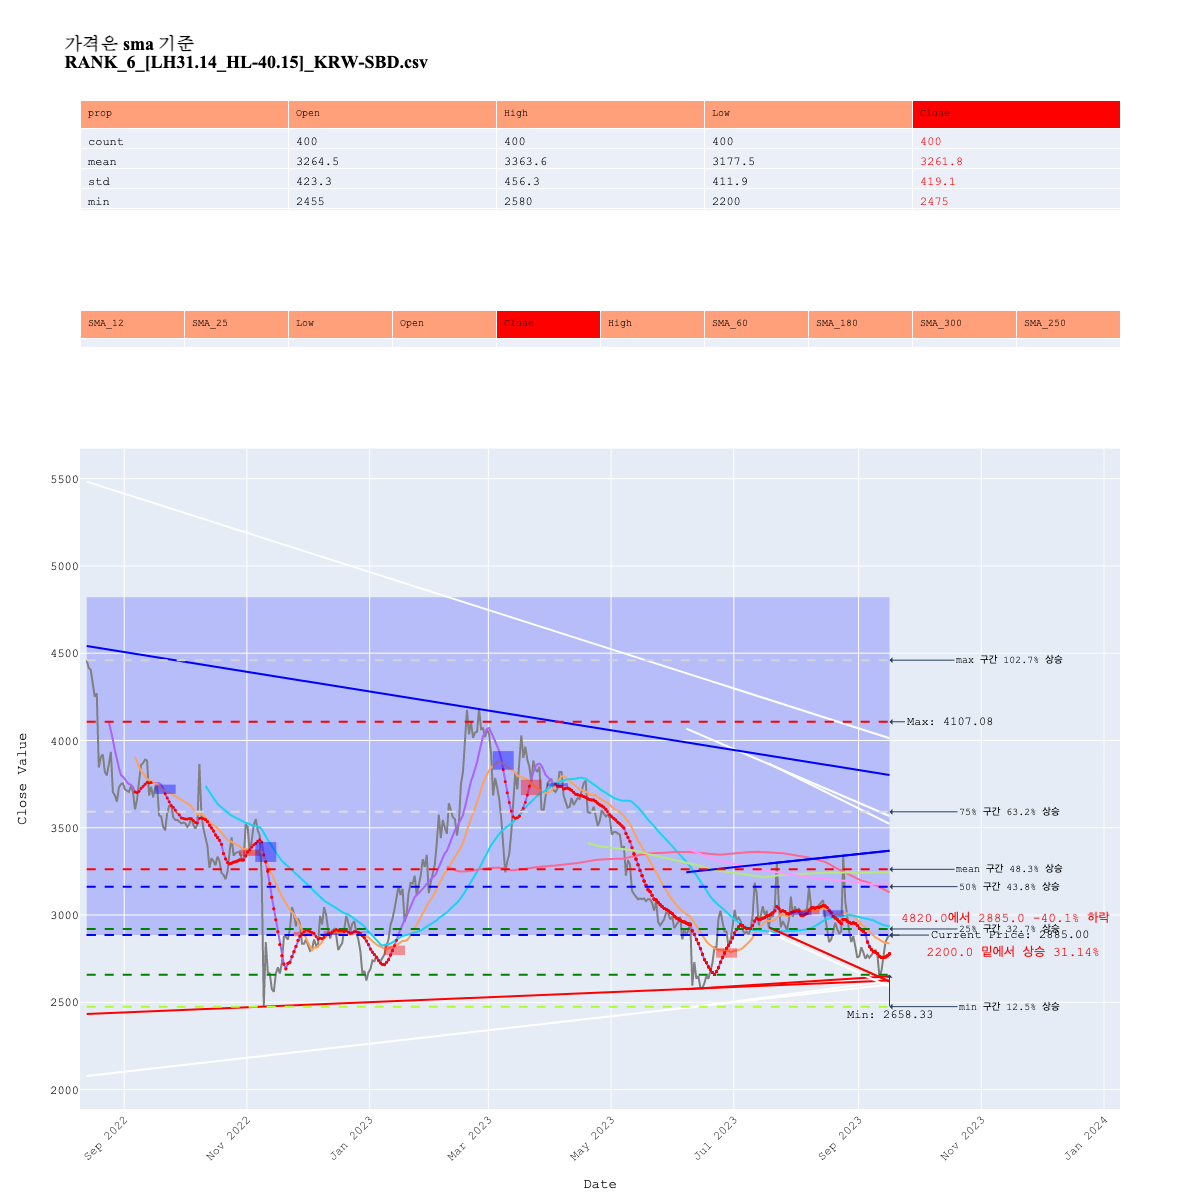 가격은 sma 기준
RANK_6_[LH31.14_HL-40.15]_KRW-SBD.csv
prop Open High Low Close
count 400 400 400 400
mean 3264.5 3363.6 3177.5 3261.8
std 423.3 456.3 411.9 419.1
min 2455 2580 2200 2475
SMA_12 SMA_25 Low Open Close High SMA_60 SMA_180 SMA_300 SMA_250
5500
5000
4500
4000
3500
3000
2500
2000
Close Value
max 구간 102.7% 상승
Max: 4107.08
75% 구간 63.2% 상승
mean 구간 48.3% 상승
50% 구간 43.8% 상승
4820.0에서 2885.0 -40.1% 하락
25% 구간 32.7% 상승
Current Price: 2885.00
2200.0 밑에서 상승 31.14%
min 구간 12.5% 상승
Min: 2658.33
Sep 2022
Nov 2022
Jan 2023
Mar 2023
May 2023
Jul 2023
Sep 2023
Nov 2023
Jan 2024
Date